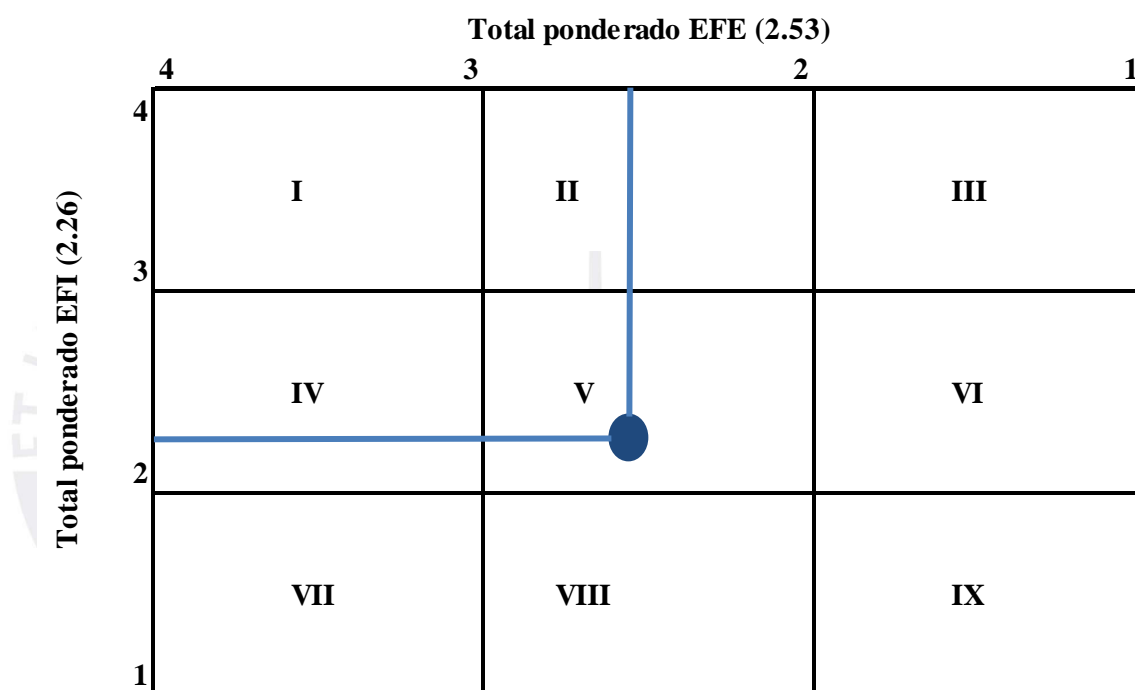 Total ponderado EFE (2.53)
4 3 2 1
Total ponderado EFI (2.26)
4
I II III
3
IV V VI
2
VII VIII IX
1